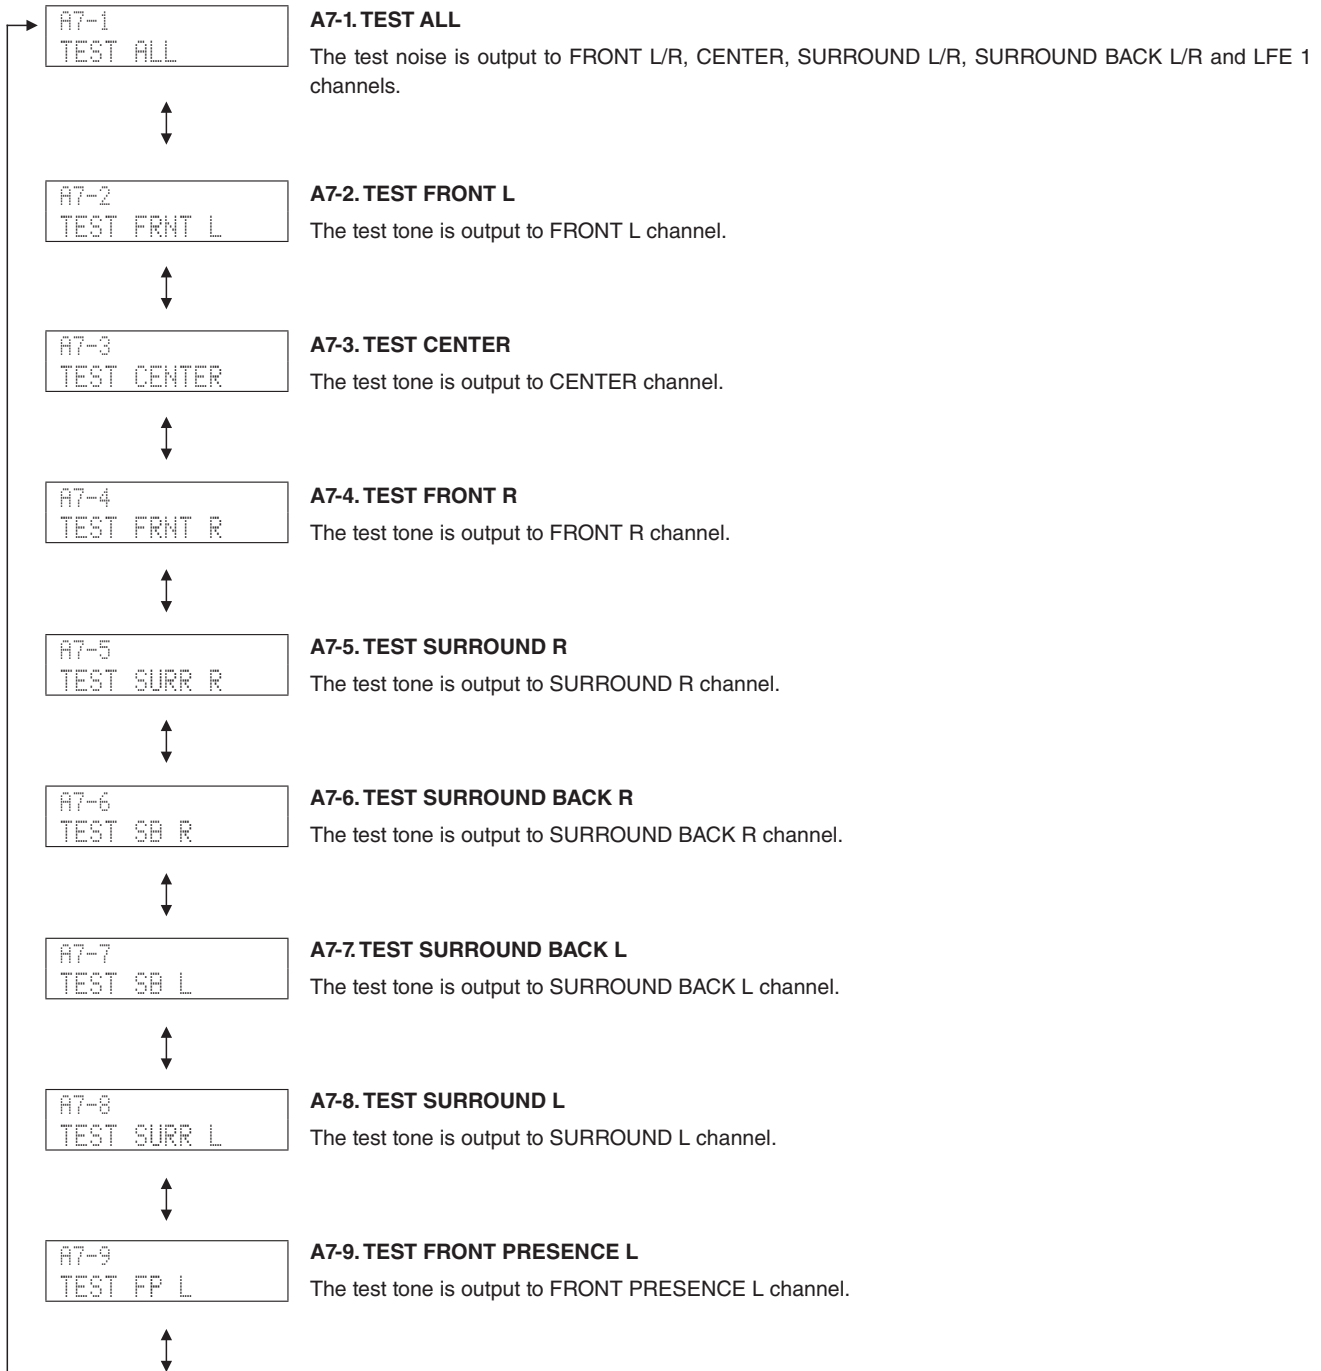 A7-1
TEST ALL
A7-1. TEST ALL
The test noise is output to FRONT L/R, CENTER, SURROUND L/R, SURROUND BACK L/R and LFE 1
channels.
A7-2
TEST FRNT L
A7-2. TEST FRONT L
The test tone is output to FRONT L channel.
A7-3
TEST CENTER
A7-3. TEST CENTER
The test tone is output to CENTER channel.
A7-4
TEST FRNT R
A7-4. TEST FRONT R
The test tone is output to FRONT R channel.
A7-5
TEST SURR R
A7-5. TEST SURROUND R
The test tone is output to SURROUND R channel.
A7-6
TEST SB R
A7-6. TEST SURROUND BACK R
The test tone is output to SURROUND BACK R channel.
A7-7
TEST SB L
A7-7. TEST SURROUND BACK L
The test tone is output to SURROUND BACK L channel.
A7-8
TEST SURR L
A7-8. TEST SURROUND L
The test tone is output to SURROUND L channel.
A7-9
TEST FP L
A7-9. TEST FRONT PRESENCE L
The test tone is output to FRONT PRESENCE L channel.